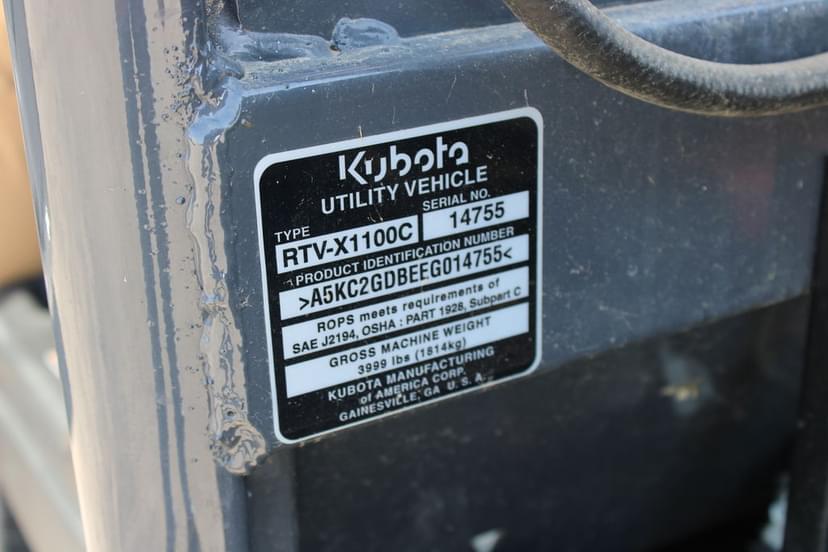 Kubota
UTILITY VEHICLE
TYPE SERIAL NO.
RTV-X1100C 14755
PRODUCT IDENTIFICATION NUMBER
>A5KC2GDBEEG014755<
ROPS meets requirements of
SAE J2194, OSHA : PART 1928, Subpart C
GROSS MACHINE WEIGHT
3999 lbs (1814kg)
KUBOTA MANUFACTURING
of AMERICA CORP.
GAINESVILLE, GA U. S. A.